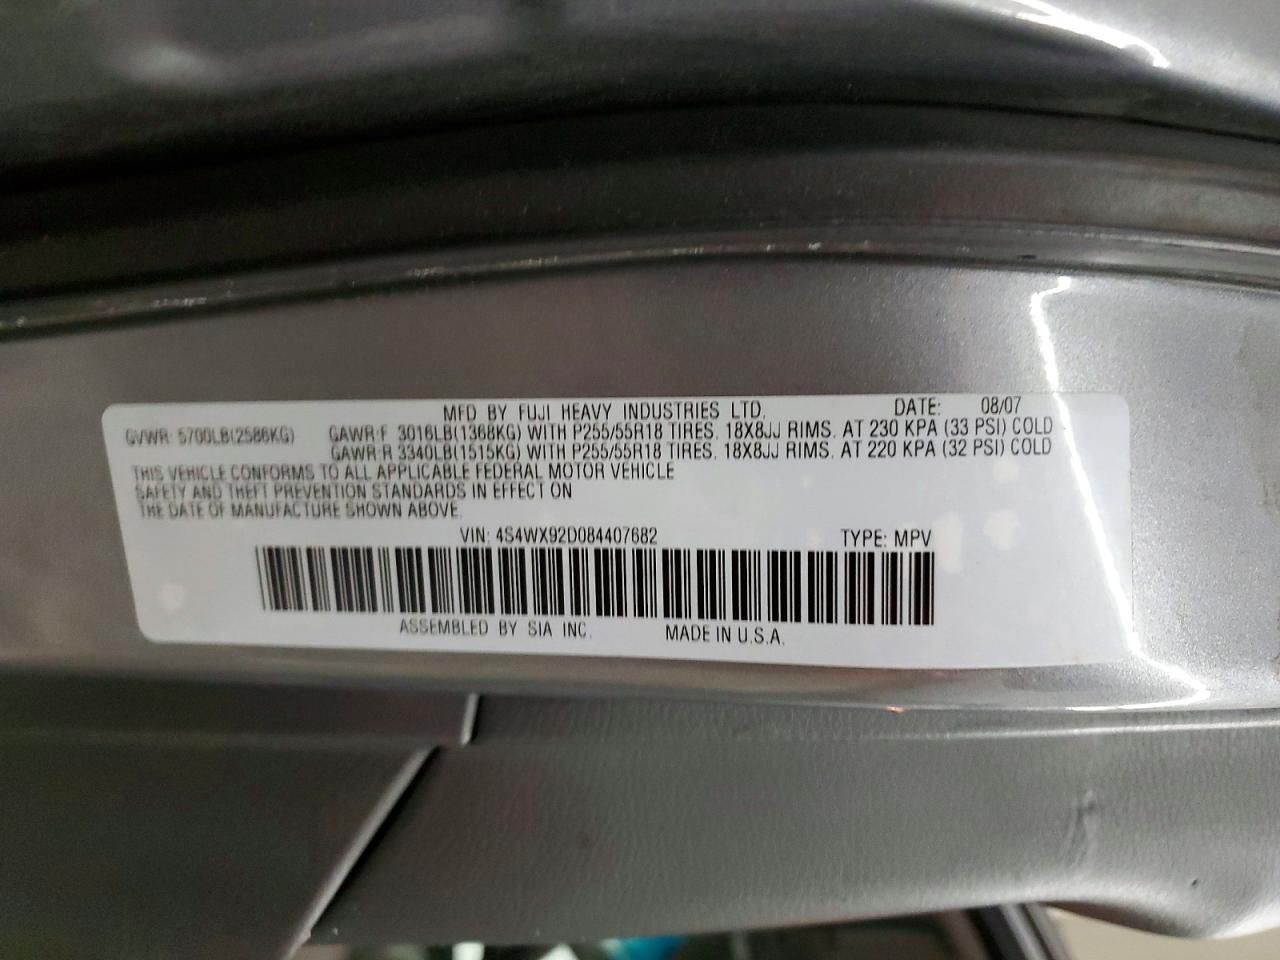 MFD BY FUJI HEAVY INDUSTRIES LTD. DATE: 08/07
GVWR: 5700LB(2586KG) GAWR:F 3016LB(1368KG) WITH P255/55R18 TIRES, 18X8JJ RIMS, AT 230 KPA (33 PSI) COLD
GAWR:R 3340LB(1515KG) WITH P255/55R18 TIRES, 18X8JJ RIMS, AT 220 KPA (32 PSI) COLD
THIS VEHICLE CONFORMS TO ALL APPLICABLE FEDERAL MOTOR VEHICLE
SAFETY AND THEFT PREVENTION STANDARDS IN EFFECT ON
THE DATE OF MANUFACTURE SHOWN ABOVE.
VIN: 4S4WX92D084407682 TYPE: MPV
ASSEMBLED BY SIA INC. MADE IN U.S.A.